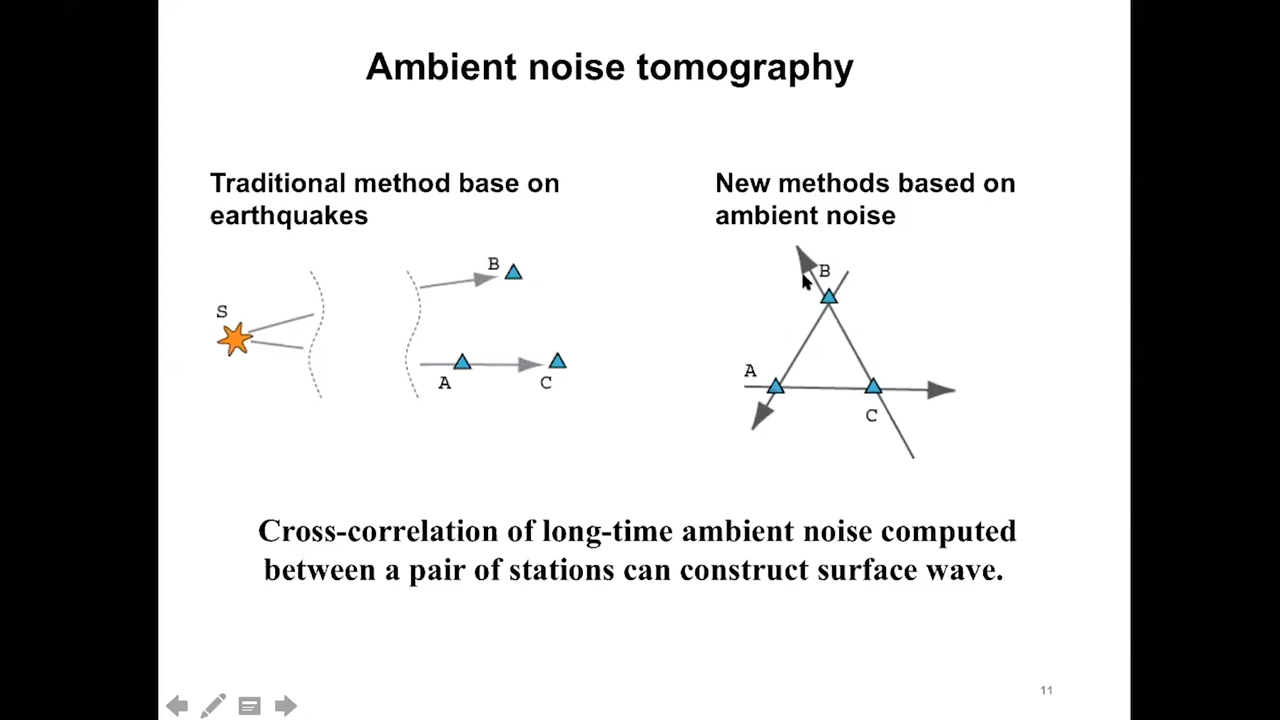 Ambient noise tomography
Traditional method base on
earthquakes
S
B
A
C
New methods based on
ambient noise
B
A
C
Cross-correlation of long-time ambient noise computed
between a pair of stations can construct surface wave.
11